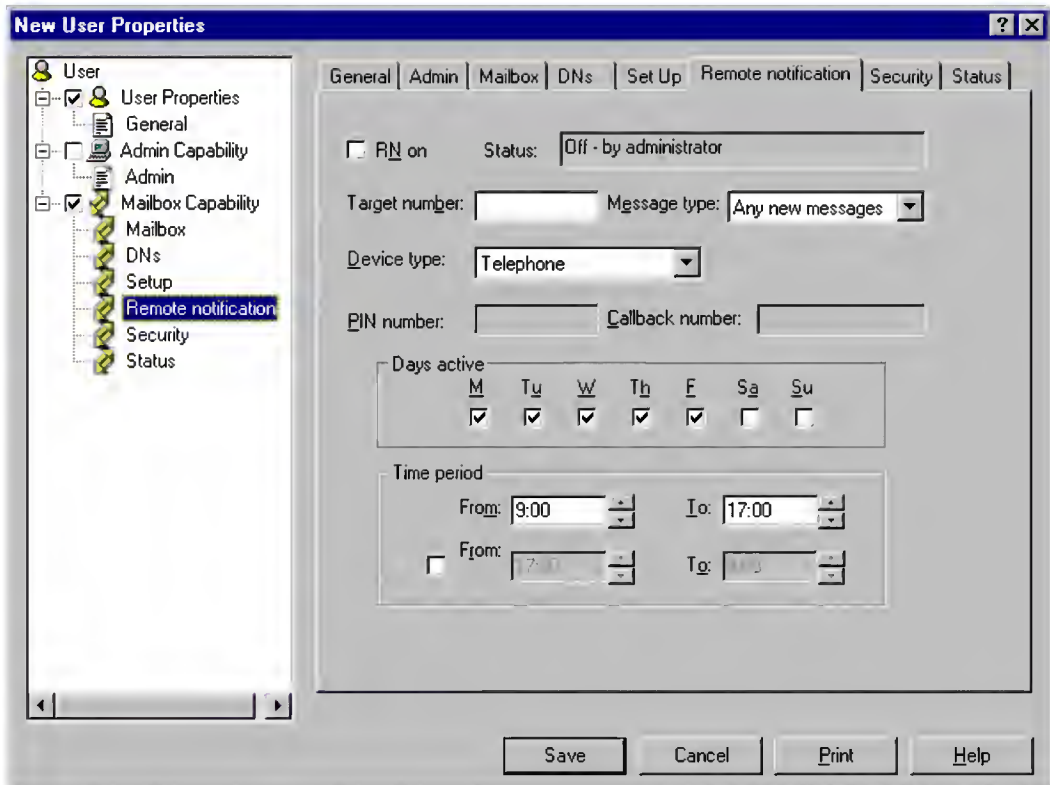 New User Properties
User
User Properties
General
Admin Capability
Admin
Mailbox Capability
Mailbox
DNs
Setup
Remote notification
Security
Status
General Admin Mailbox DNs Set Up Remote notification Security Status
RN on Status: Off - by administrator
Target number: Message type: Any new messages
Device type: Telephone
PIN number: Callback number:
Days active
M Tu W Th F Sa Su
Time period
From: 9:00 To: 17:00
From: 17:00 To:
Save Cancel Print Help